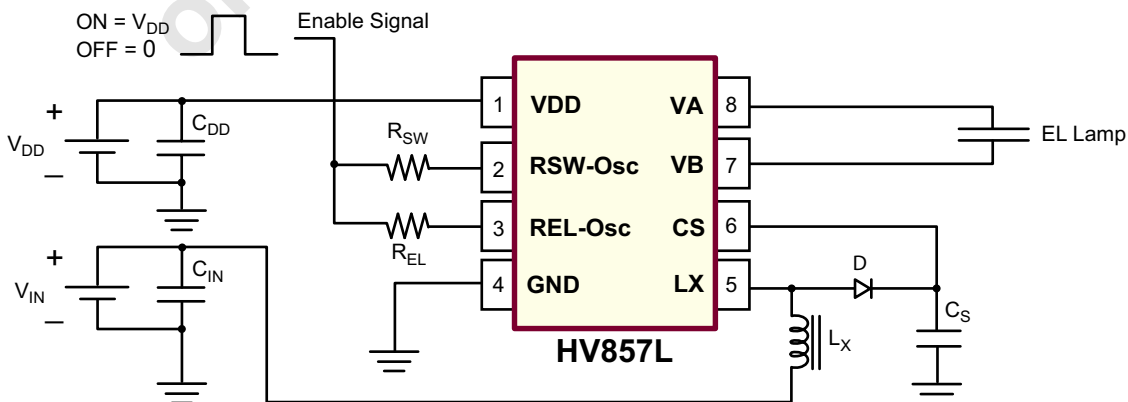 ON = VDD
OFF = 0
Enable Signal
+
VDD
–
CDD
RSW
REL
+
VIN
–
CIN
1 VDD
2 RSW-Osc
3 REL-Osc
4 GND
VA 8
VB 7
CS 6
LX 5
HV857L
EL Lamp
D
CS
LX